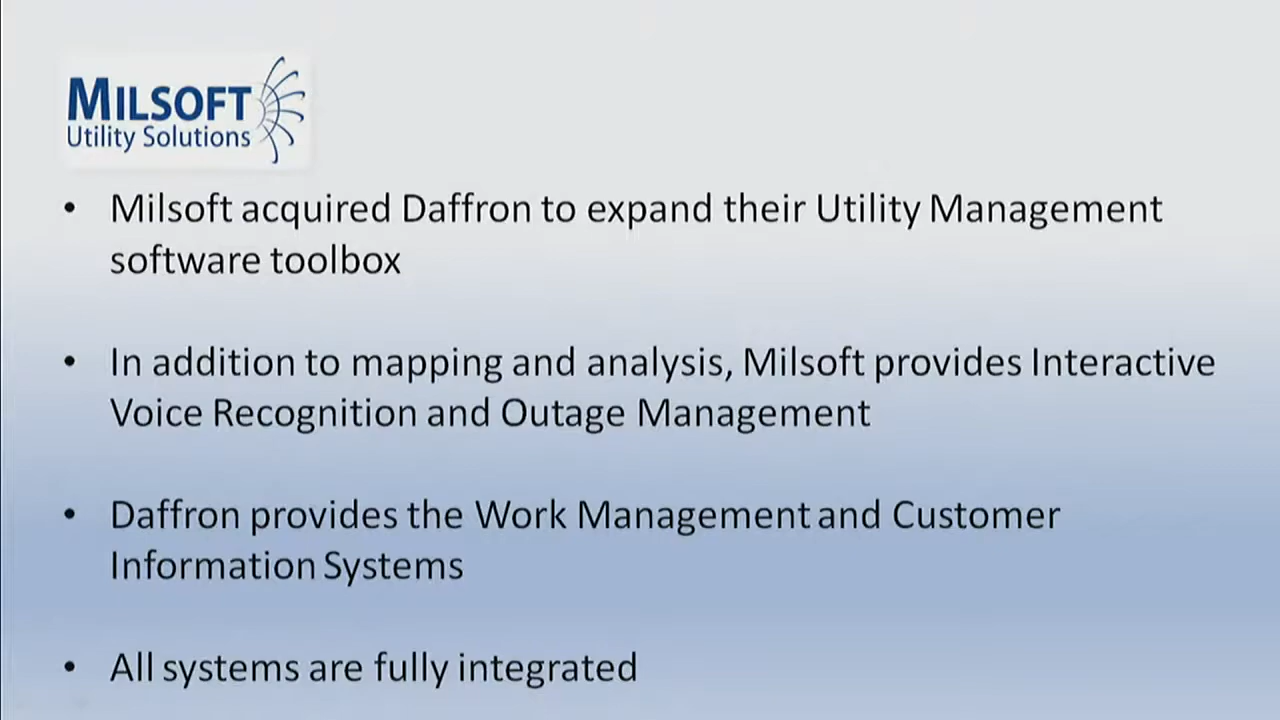 MILSOFT
Utility Solutions
• Milsoft acquired Daffron to expand their Utility Management
software toolbox
• In addition to mapping and analysis, Milsoft provides Interactive
Voice Recognition and Outage Management
• Daffron provides the Work Management and Customer
Information Systems
• All systems are fully integrated